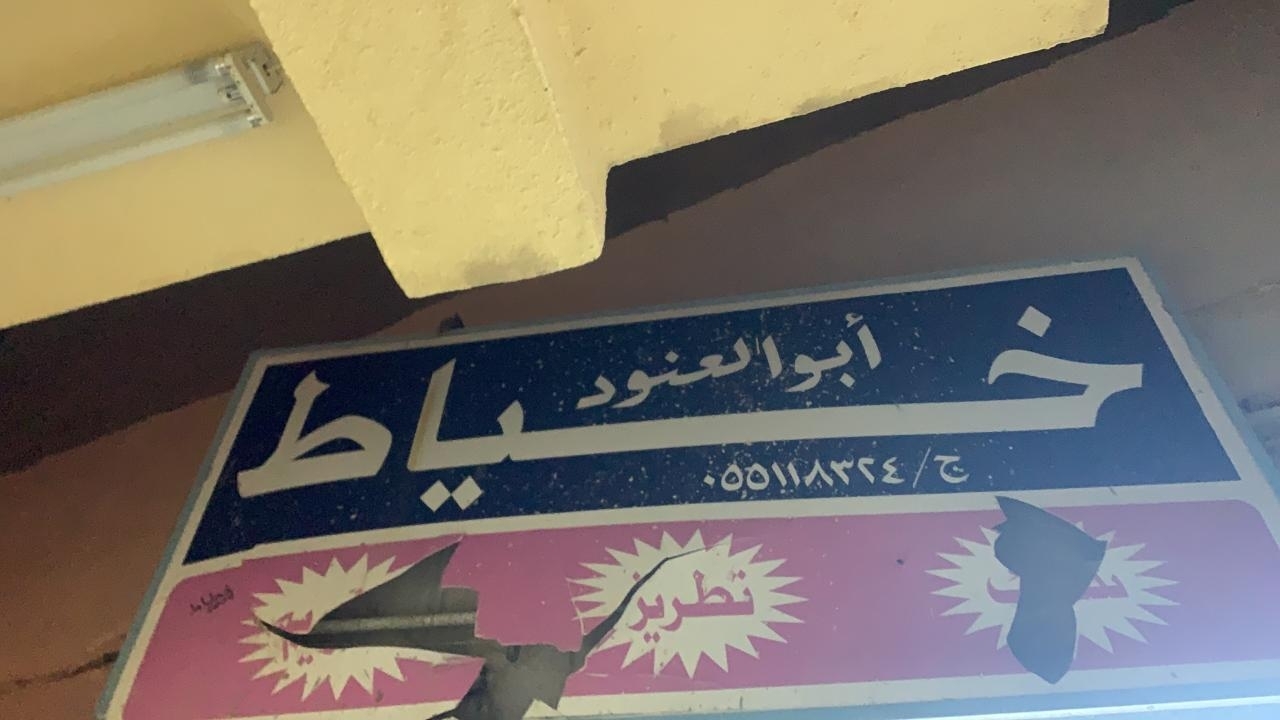 خياط
أبو العنود
ج/٠٥٥١١٨٣٢٤
تطريز